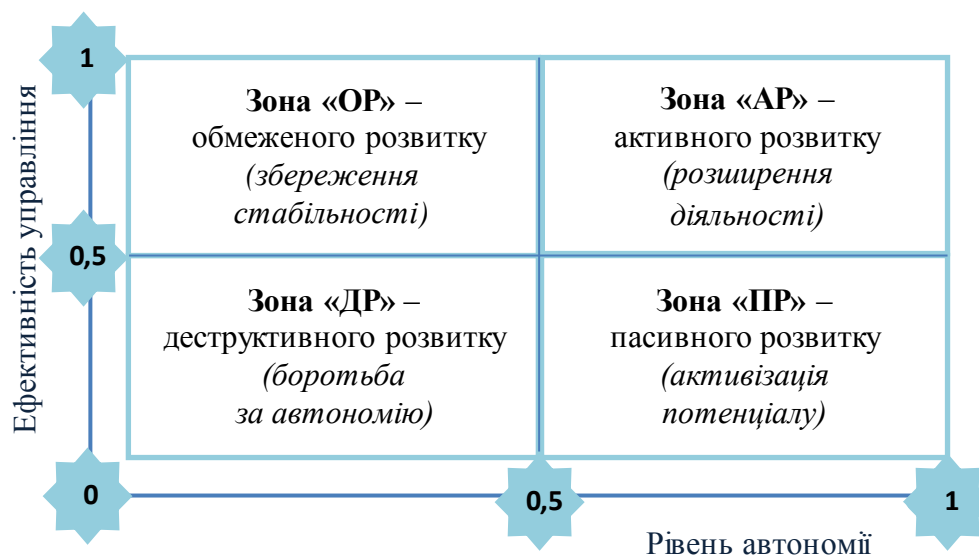 1
Ефективність управління
Зона «ОР» –
обмеженого розвитку
(збереження
стабільності)
Зона «АР» –
активного розвитку
(розширення
діяльності)
0,5
Зона «ДР» –
деструктивного розвитку
(боротьба
за автономію)
Зона «ПР» –
пасивного розвитку
(активізація
потенціалу)
0
0,5
1
Рівень автономії